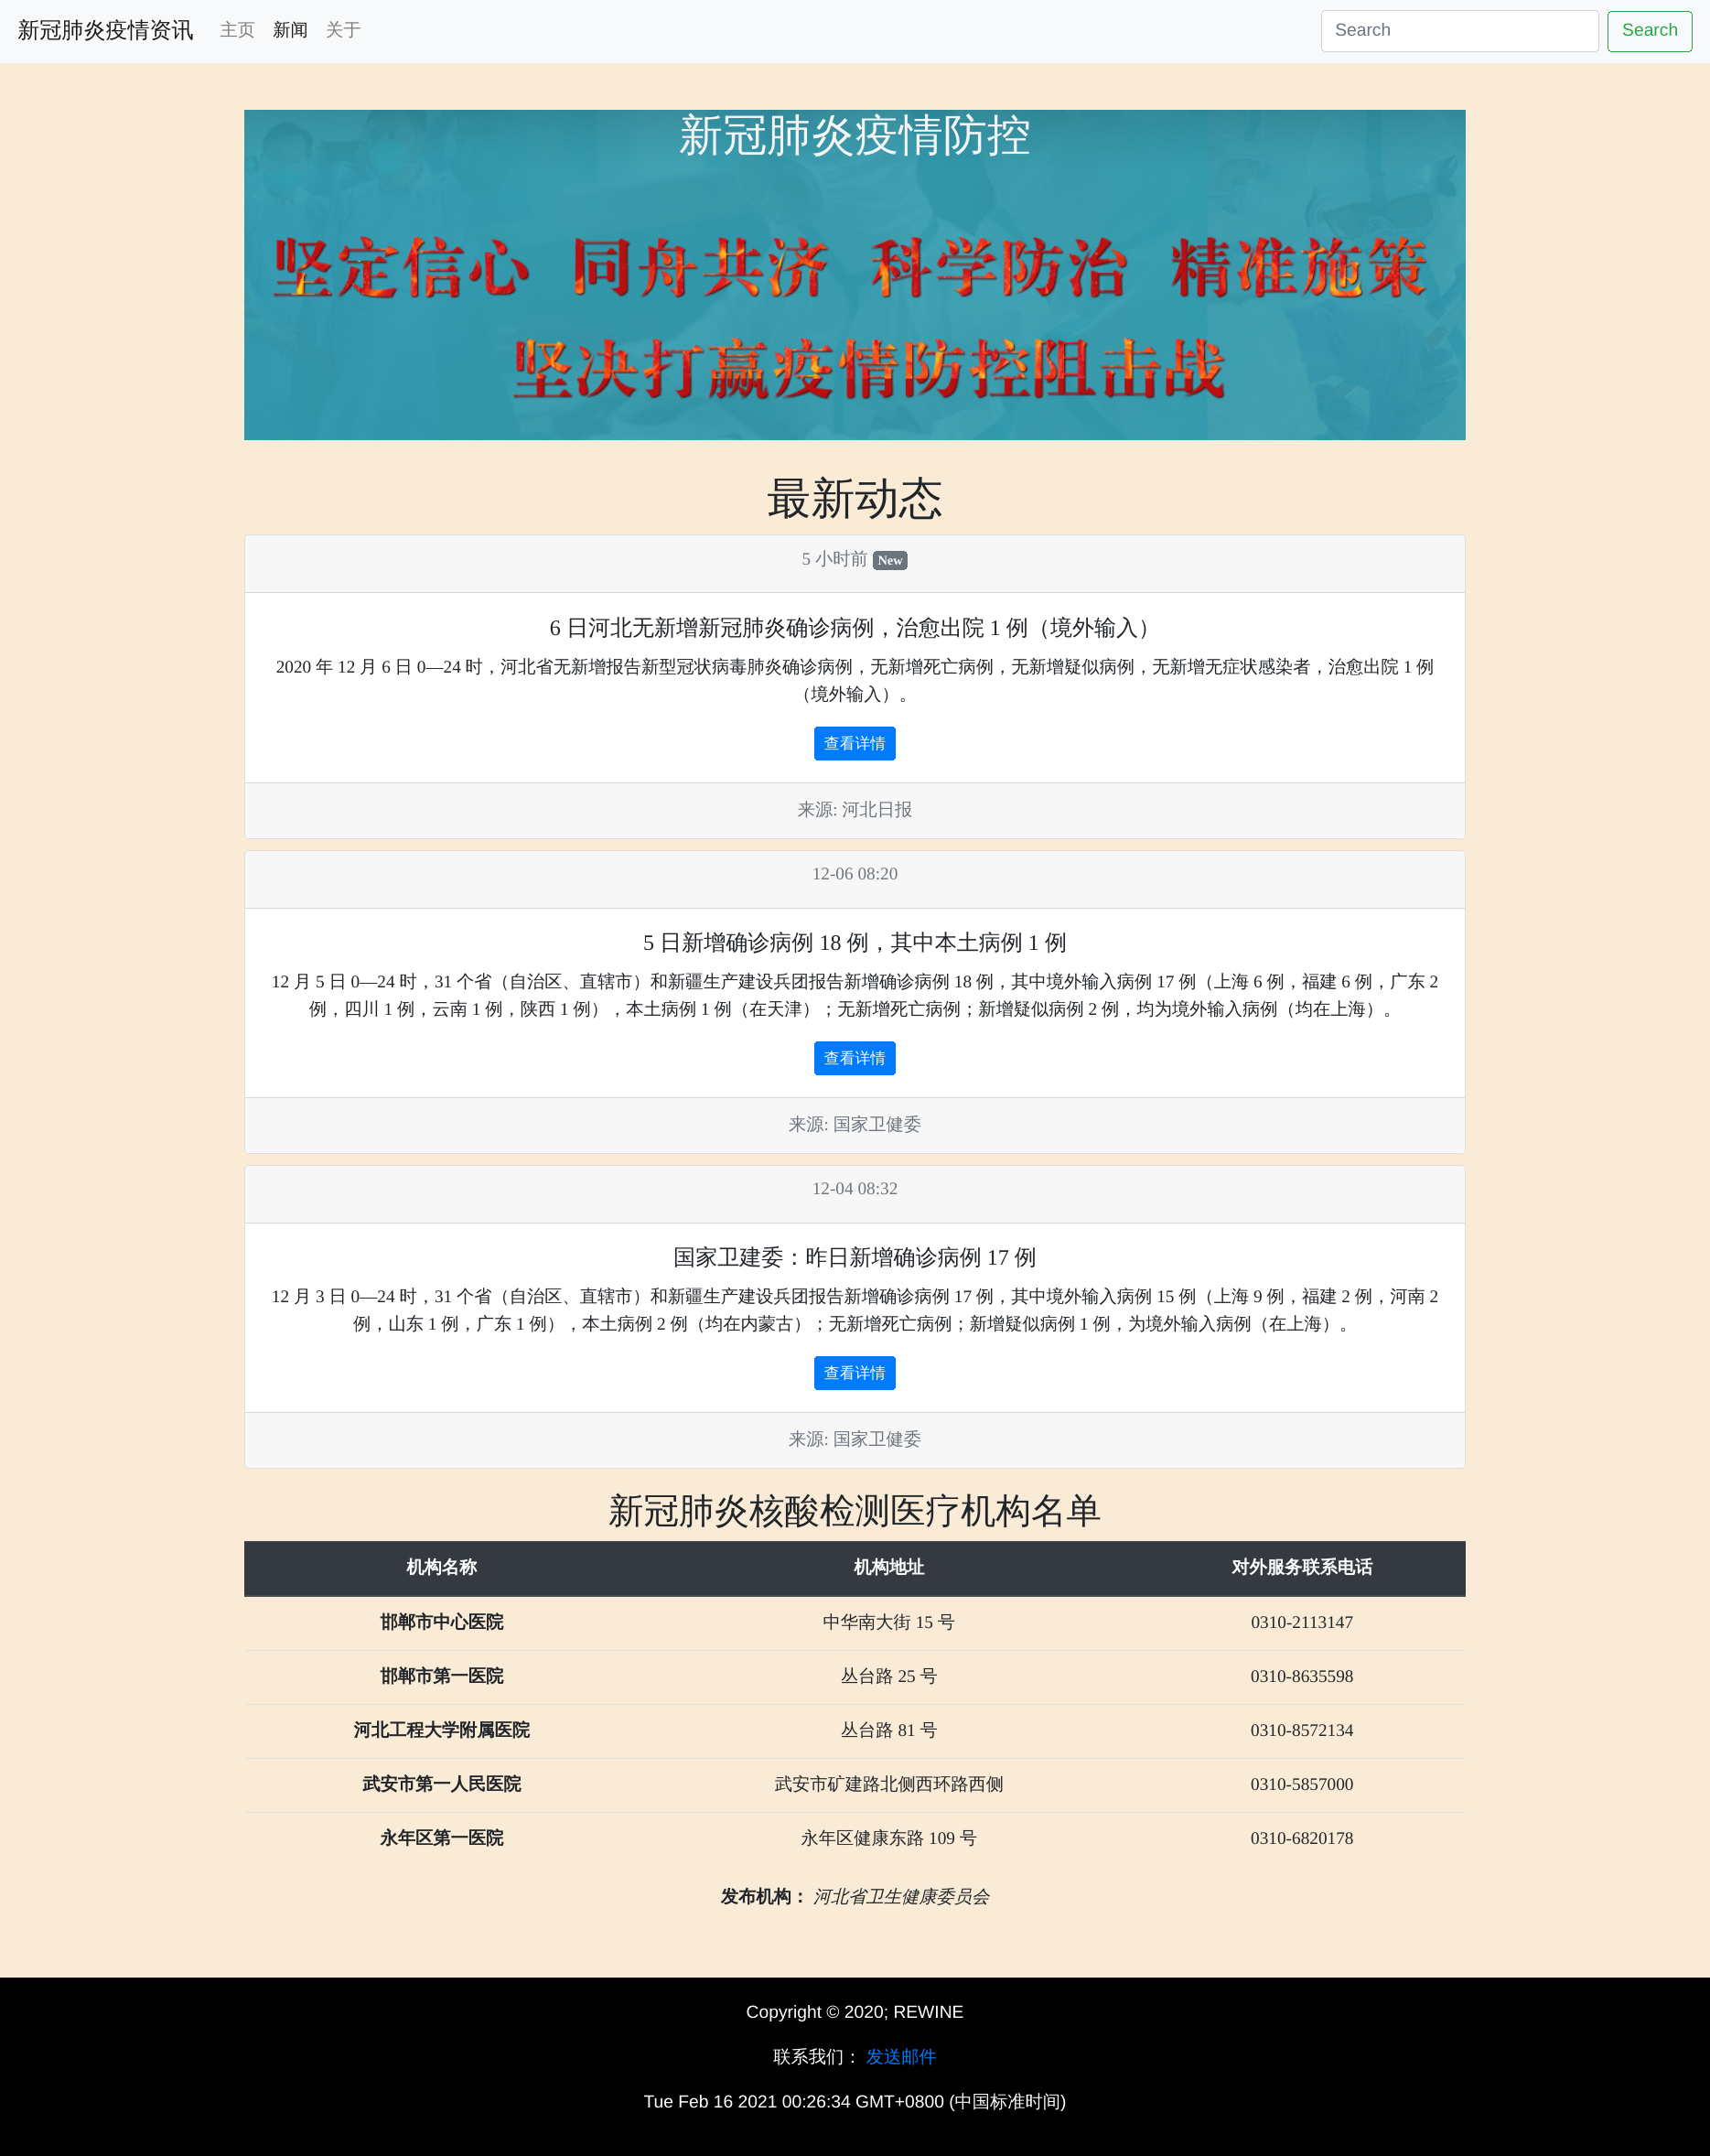 新冠肺炎疫情资讯 主页 新闻 关于 Search Search
新冠肺炎疫情防控
坚定信心 同舟共济 科学防治 精准施策
坚决打赢疫情防控阻击战
最新动态
5 小时前 New
6 日河北无新增新冠肺炎确诊病例，治愈出院 1 例（境外输入）
2020 年 12 月 6 日 0—24 时，河北省无新增报告新型冠状病毒肺炎确诊病例，无新增死亡病例，无新增疑似病例，无新增无症状感染者，治愈出院 1 例
（境外输入）。
查看详情
来源: 河北日报
12-06 08:20
5 日新增确诊病例 18 例，其中本土病例 1 例
12 月 5 日 0—24 时，31 个省（自治区、直辖市）和新疆生产建设兵团报告新增确诊病例 18 例，其中境外输入病例 17 例（上海 6 例，福建 6 例，广东 2
例，四川 1 例，云南 1 例，陕西 1 例），本土病例 1 例（在天津）；无新增死亡病例；新增疑似病例 2 例，均为境外输入病例（均在上海）。
查看详情
来源: 国家卫健委
12-04 08:32
国家卫建委：昨日新增确诊病例 17 例
12 月 3 日 0—24 时，31 个省（自治区、直辖市）和新疆生产建设兵团报告新增确诊病例 17 例，其中境外输入病例 15 例（上海 9 例，福建 2 例，河南 2
例，山东 1 例，广东 1 例），本土病例 2 例（均在内蒙古）；无新增死亡病例；新增疑似病例 1 例，为境外输入病例（在上海）。
查看详情
来源: 国家卫健委
新冠肺炎核酸检测医疗机构名单
机构名称 机构地址 对外服务联系电话
邯郸市中心医院 中华南大街 15 号 0310-2113147
邯郸市第一医院 丛台路 25 号 0310-8635598
河北工程大学附属医院 丛台路 81 号 0310-8572134
武安市第一人民医院 武安市矿建路北侧西环路西侧 0310-5857000
永年区第一医院 永年区健康东路 109 号 0310-6820178
发布机构： 河北省卫生健康委员会
Copyright © 2020; REWINE
联系我们： 发送邮件
Tue Feb 16 2021 00:26:34 GMT+0800 (中国标准时间)